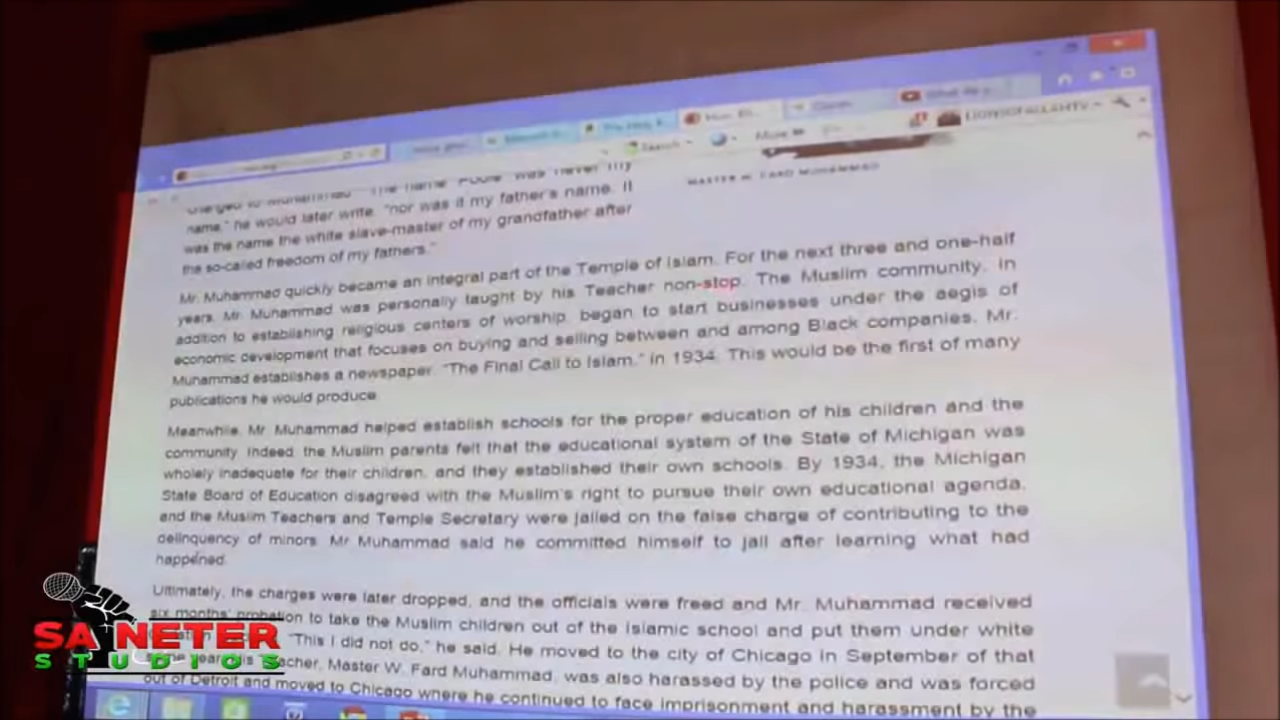 MASTER W. FARD MUHAMMAD
LIONSOFALLAHTV
Search
More
name," he would later write, "nor was it my father's name. It
was the name the white slave-master of my grandfather after
the so-called freedom of my fathers."
Mr. Muhammad quickly became an integral part of the Temple of Islam. For the next three and one-half
years, Mr. Muhammad was personally taught by his Teacher non-stop. The Muslim community, in
addition to establishing religious centers of worship, began to start businesses under the aegis of
economic development that focuses on buying and selling between and among Black companies. Mr.
Muhammad establishes a newspaper, "The Final Call to Islam," in 1934. This would be the first of many
publications he would produce.
Meanwhile, Mr. Muhammad helped establish schools for the proper education of his children and the
community. Indeed, the Muslim parents felt that the educational system of the State of Michigan was
wholely inadequate for their children, and they established their own schools. By 1934, the Michigan
State Board of Education disagreed with the Muslim's right to pursue their own educational agenda,
and the Muslim Teachers and Temple Secretary were jailed on the false charge of contributing to the
delinquency of minors. Mr Muhammad said he committed himself to jail after learning what had
happened.
Ultimately, the charges were later dropped, and the officials were freed and Mr. Muhammad received
six months' probation to take the Muslim children out of the Islamic school and put them under white
"This I did not do," he said. He moved to the city of Chicago in September of that
year. Teacher, Master W. Fard Muhammad, was also harassed by the police and was forced
out of Detroit and moved to Chicago where he continued to face imprisonment and harassment by the
SA NETER
STUDIOS